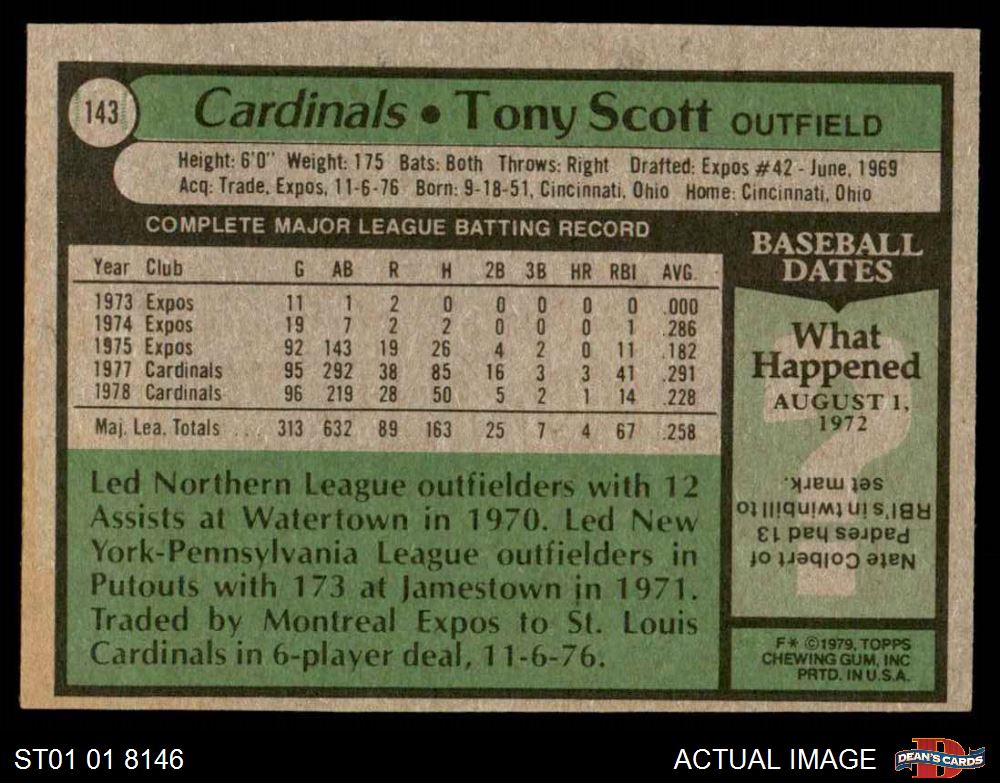 143
Cardinals • Tony Scott OUTFIELD
Height: 6'0" Weight: 175 Bats: Both Throws: Right Drafted: Expos #42 - June, 1969
Acq: Trade, Expos, 11-6-76 Born: 9-18-51, Cincinnati, Ohio Home: Cincinnati, Ohio
COMPLETE MAJOR LEAGUE BATTING RECORD
Year Club G AB R H 2B 3B HR RBI AVG.
1973 Expos 11 1 2 0 0 0 0 0 .000
1974 Expos 19 7 2 2 0 0 0 1 .286
1975 Expos 92 143 19 26 4 2 0 11 .182
1977 Cardinals 95 292 38 85 16 3 3 41 .291
1978 Cardinals 96 219 28 50 5 2 1 14 .228
Maj. Lea. Totals ... 313 632 89 163 25 7 4 67 .258
Led Northern League outfielders with 12
Assists at Watertown in 1970. Led New
York-Pennsylvania League outfielders in
Putouts with 173 at Jamestown in 1971.
Traded by Montreal Expos to St. Louis
Cardinals in 6-player deal, 11-6-76.
BASEBALL
DATES
What
Happened
AUGUST 1,
1972
?
Nate Colbert of
Padres had 13
RBI's in twinbill to
set mark.
F* ©1979, TOPPS
CHEWING GUM, INC
PRTD. IN U.S.A.
ST01 01 8146
ACTUAL IMAGE
D
DEAN'S CARDS